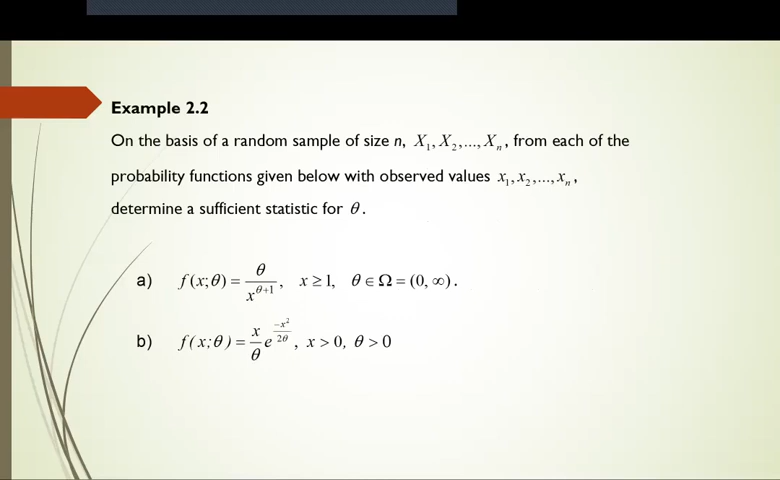 Example 2.2
On the basis of a random sample of size n, X₁, X₂,..., Xₙ, from each of the
probability functions given below with observed values x₁, x₂,..., xₙ,
determine a sufficient statistic for θ.
a) f(x;θ) = θ/x^(θ+1), x ≥ 1, θ ∈ Ω = (0, ∞).
b) f(x;θ) = (x/θ) e^(-x²/2θ), x > 0, θ > 0